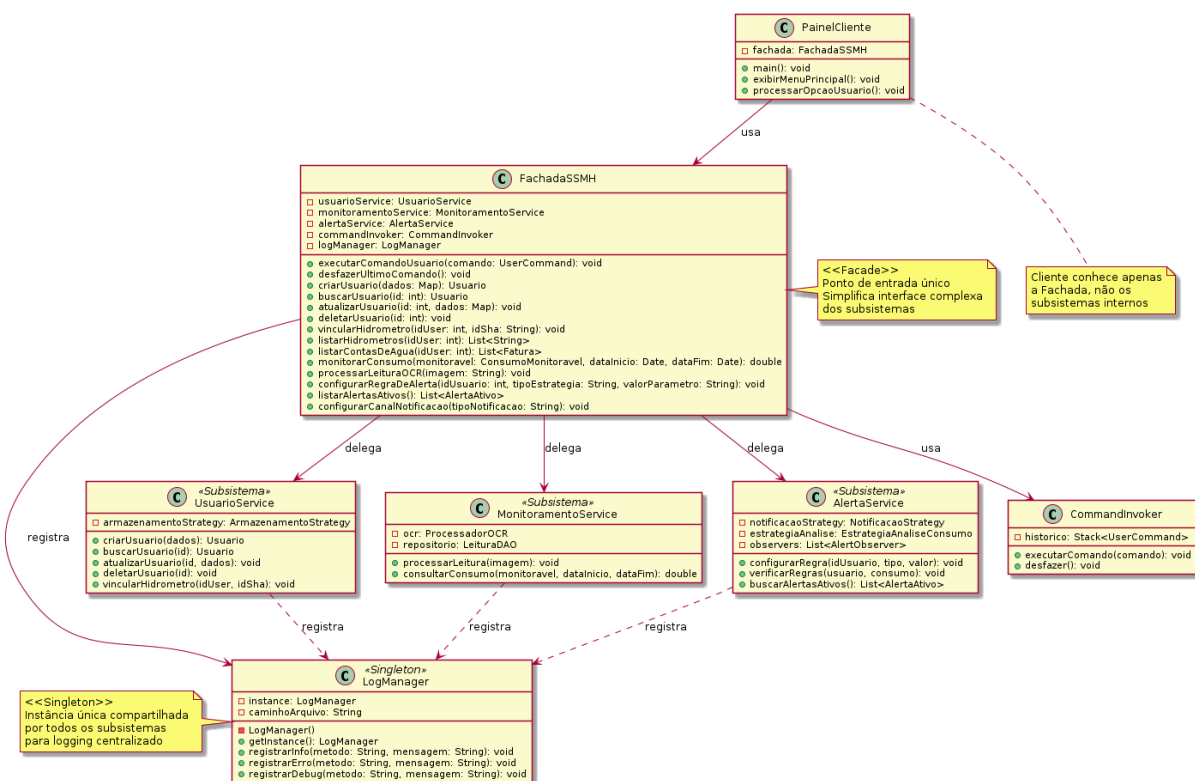 C PainelCliente
fachada: FachadaSSMH
main(): void
exibirMenuPrincipal(): void
processarOpcaoUsuario(): void
usa
C FachadaSSMH
usuarioService: UsuarioService
monitoramentoService: MonitoramentoService
alertaService: AlertaService
commandInvoker: CommandInvoker
logManager: LogManager
executarComandoUsuario(comando: UserCommand): void
desfazerUltimoComando(): void
criarUsuario(dados: Map): Usuario
buscarUsuario(id: int): Usuario
atualizarUsuario(id: int, dados: Map): void
deletarUsuario(id: int): void
vincularHidrometro(idUser: int, idSha: String): void
listarHidrometros(idUser: int): List<String>
listarContasDeAgua(idUser: int): List<Fatura>
monitorarConsumo(monitoravel: ConsumoMonitoravel, dataInicio: Date, dataFim: Date): double
processarLeituraOCR(imagem: String): void
configurarRegraDeAlerta(idUsuario: int, tipoEstrategia: String, valorParametro: String): void
listarAlertasAtivos(): List<AlertaAtivo>
configurarCanalNotificacao(tipoNotificacao: String): void
<<Facade>>
Ponto de entrada único
Simplifica interface complexa
dos subsistemas
Cliente conhece apenas
a Fachada, não os
subsistemas internos
registra
delega
delega
delega
usa
C «Subsistema»
UsuarioService
armazenamentoStrategy: ArmazenamentoStrategy
criarUsuario(dados): Usuario
buscarUsuario(id): Usuario
atualizarUsuario(id, dados): void
deletarUsuario(id): void
vincularHidrometro(idUser, idSha): void
C «Subsistema»
MonitoramentoService
ocr: ProcessadorOCR
repositorio: LeituraDAO
processarLeitura(imagem): void
consultarConsumo(monitoravel, dataInicio, dataFim): double
C «Subsistema»
AlertaService
notificacaoStrategy: NotificacaoStrategy
estrategiaAnalise: EstrategiaAnaliseConsumo
observers: List<AlertObserver>
configurarRegra(idUsuario, tipo, valor): void
verificarRegras(usuario, consumo): void
buscarAlertasAtivos(): List<AlertaAtivo>
C CommandInvoker
historico: Stack<UserCommand>
executarComando(comando): void
desfazer(): void
registra
registra
registra
C «Singleton»
LogManager
instance: LogManager
caminhoArquivo: String
LogManager()
getInstance(): LogManager
registrarInfo(metodo: String, mensagem: String): void
registrarErro(metodo: String, mensagem: String): void
registrarDebug(metodo: String, mensagem: String): void
<<Singleton>>
Instância única compartilhada
por todos os subsistemas
para logging centralizado